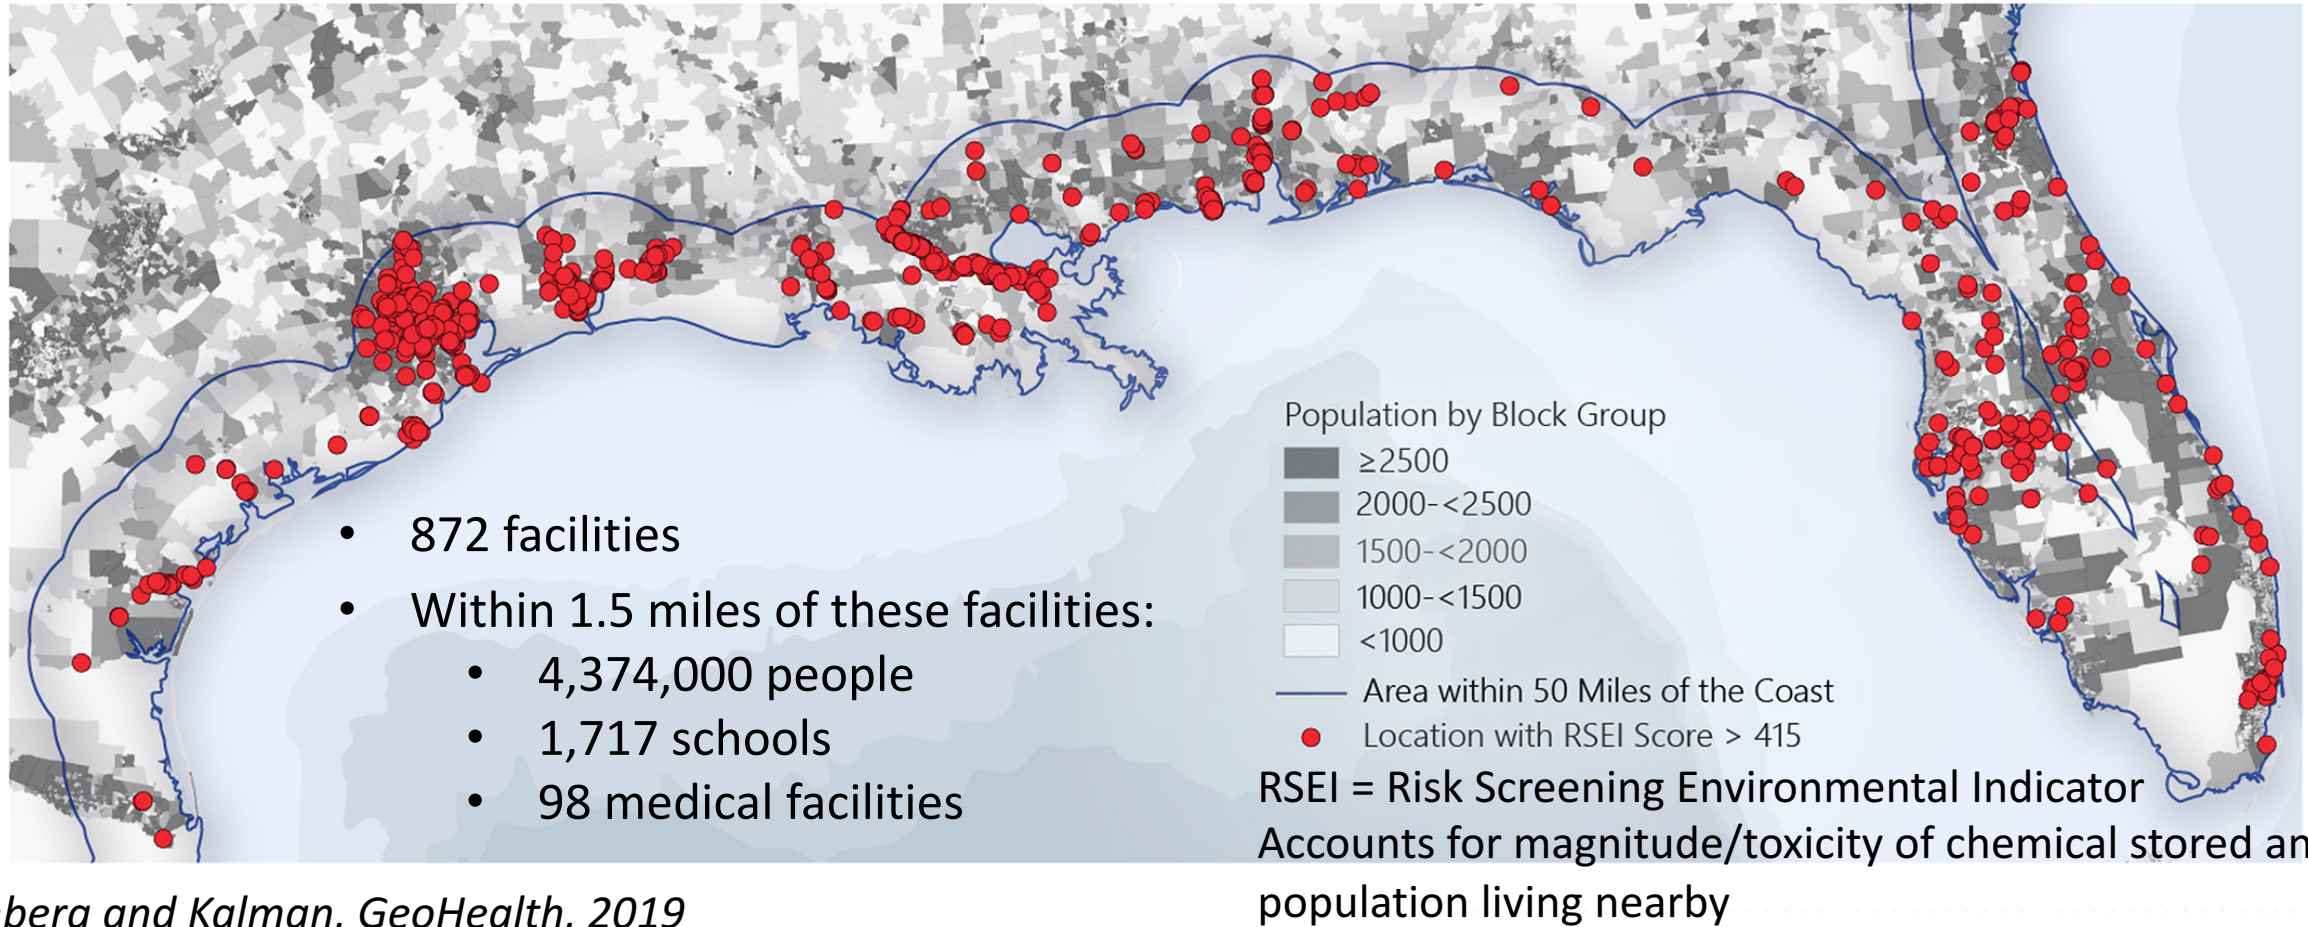 • 872 facilities
• Within 1.5 miles of these facilities:
• 4,374,000 people
• 1,717 schools
• 98 medical facilities
Population by Block Group
≥2500
2000-<2500
1500-<2000
1000-<1500
<1000
Area within 50 Miles of the Coast
Location with RSEI Score > 415
RSEI = Risk Screening Environmental Indicator
Accounts for magnitude/toxicity of chemical stored
population living nearby
and Kalman, GeoHealth, 2019